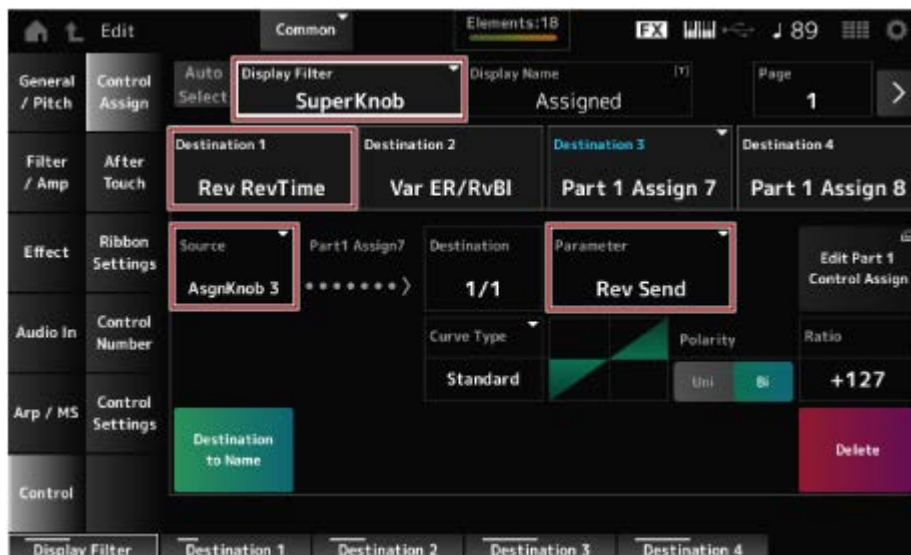 Edit
Common
Elements:18
FX
♩ 89
General / Pitch
Control Assign
Auto Select
Display Filter
SuperKnob
Display Name
Assigned
[Y]
Page
1
Filter / Amp
After Touch
Destination 1
Rev RevTime
Destination 2
Var ER/RvBl
Destination 3
Part 1 Assign 7
Destination 4
Part 1 Assign 8
Effect
Ribbon Settings
Source
AsgnKnob 3
Part1 Assign7
Destination
1/1
Parameter
Rev Send
Edit Part 1
Control Assign
Audio In
Control Number
Curve Type
Standard
Polarity
Uni
Bi
Ratio
+127
Arp / MS
Control Settings
Destination to Name
Delete
Control
Display Filter
Destination 1
Destination 2
Destination 3
Destination 4